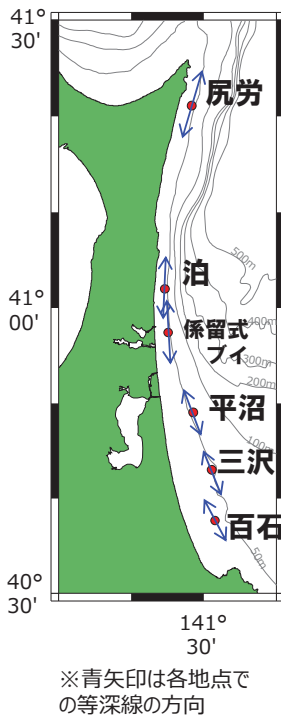 41°
30'
尻労
500m
泊
41°
00'
400m
係留式
ブイ
300m
200m
平沼
100m
三沢
百石
50m
40°
30'
141°
30'
※青矢印は各地点で
の等深線の方向